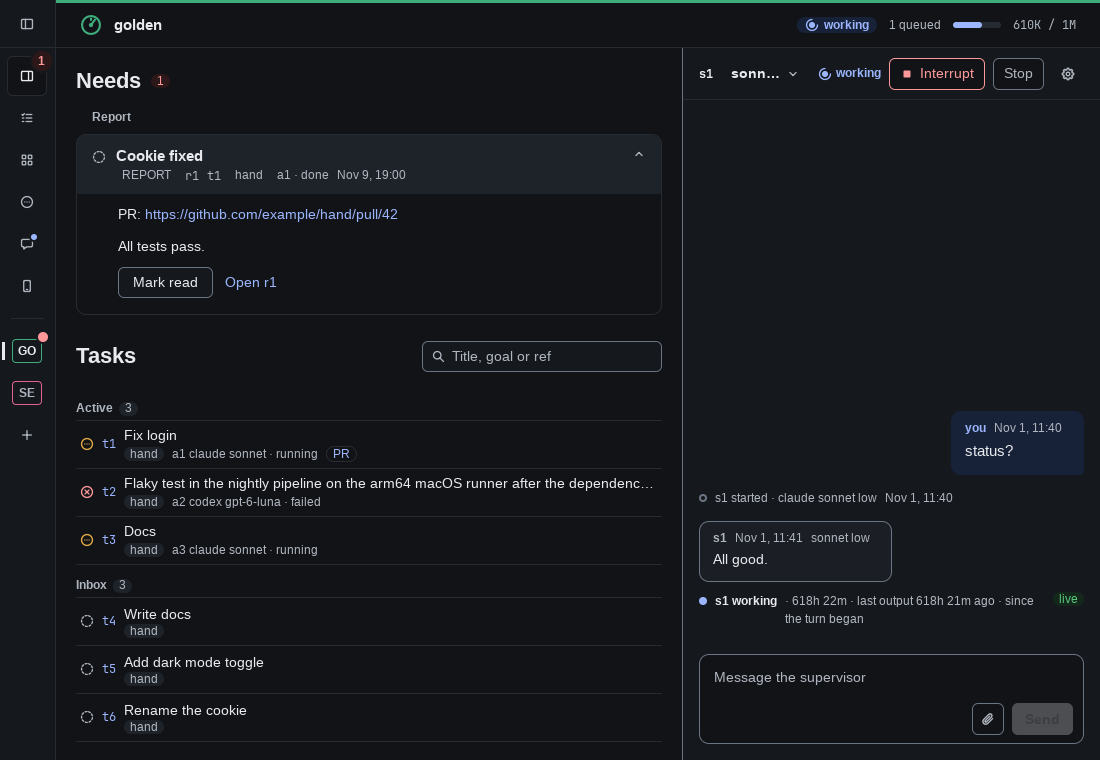 golden
working
1 queued
610K / 1M
1
GO
SE
Needs 1
Report
Cookie fixed
REPORT r1 t1 hand a1 · done Nov 9, 19:00
PR: https://github.com/example/hand/pull/42
All tests pass.
Mark read
Open r1
Tasks
Title, goal or ref
Active 3
t1 Fix login
hand a1 claude sonnet · running PR
t2 Flaky test in the nightly pipeline on the arm64 macOS runner after the dependenc…
hand a2 codex gpt-6-luna · failed
t3 Docs
hand a3 claude sonnet · running
Inbox 3
t4 Write docs
hand
t5 Add dark mode toggle
hand
t6 Rename the cookie
hand
s1 sonn… working Interrupt Stop
you Nov 1, 11:40
status?
s1 started · claude sonnet low Nov 1, 11:40
s1 Nov 1, 11:41 sonnet low
All good.
s1 working · 618h 22m · last output 618h 21m ago · since live
the turn began
Message the supervisor
Send